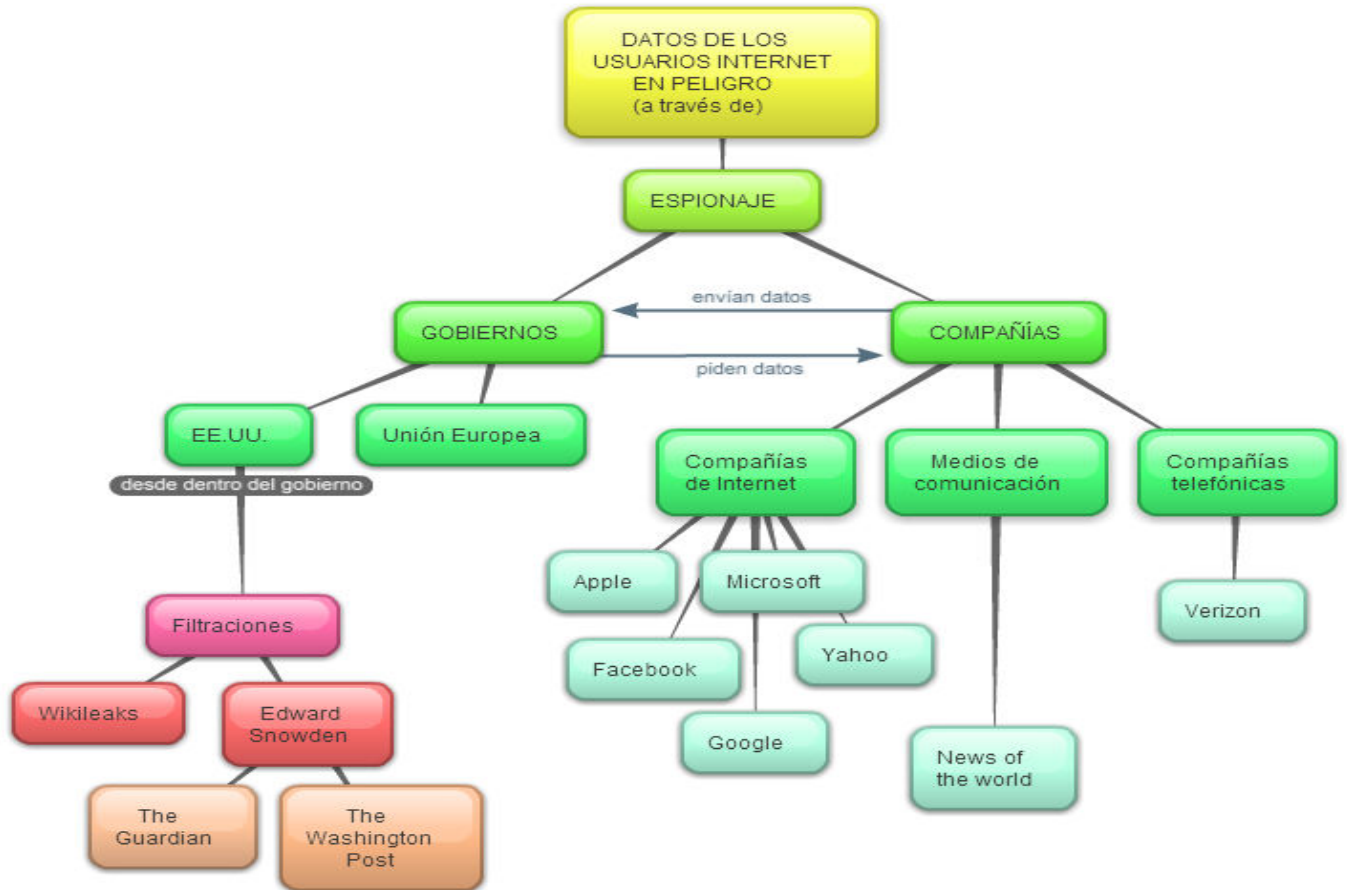 DATOS DE LOS
USUARIOS INTERNET
EN PELIGRO
(a través de)
ESPIONAJE
GOBIERNOS
envían datos
piden datos
COMPAÑÍAS
EE.UU.
Unión Europea
desde dentro del gobierno
Compañías
de Internet
Medios de
comunicación
Compañías
telefónicas
Apple
Microsoft
Facebook
Yahoo
Google
Verizon
News of
the world
Filtraciones
Wikileaks
Edward
Snowden
The
Guardian
The
Washington
Post